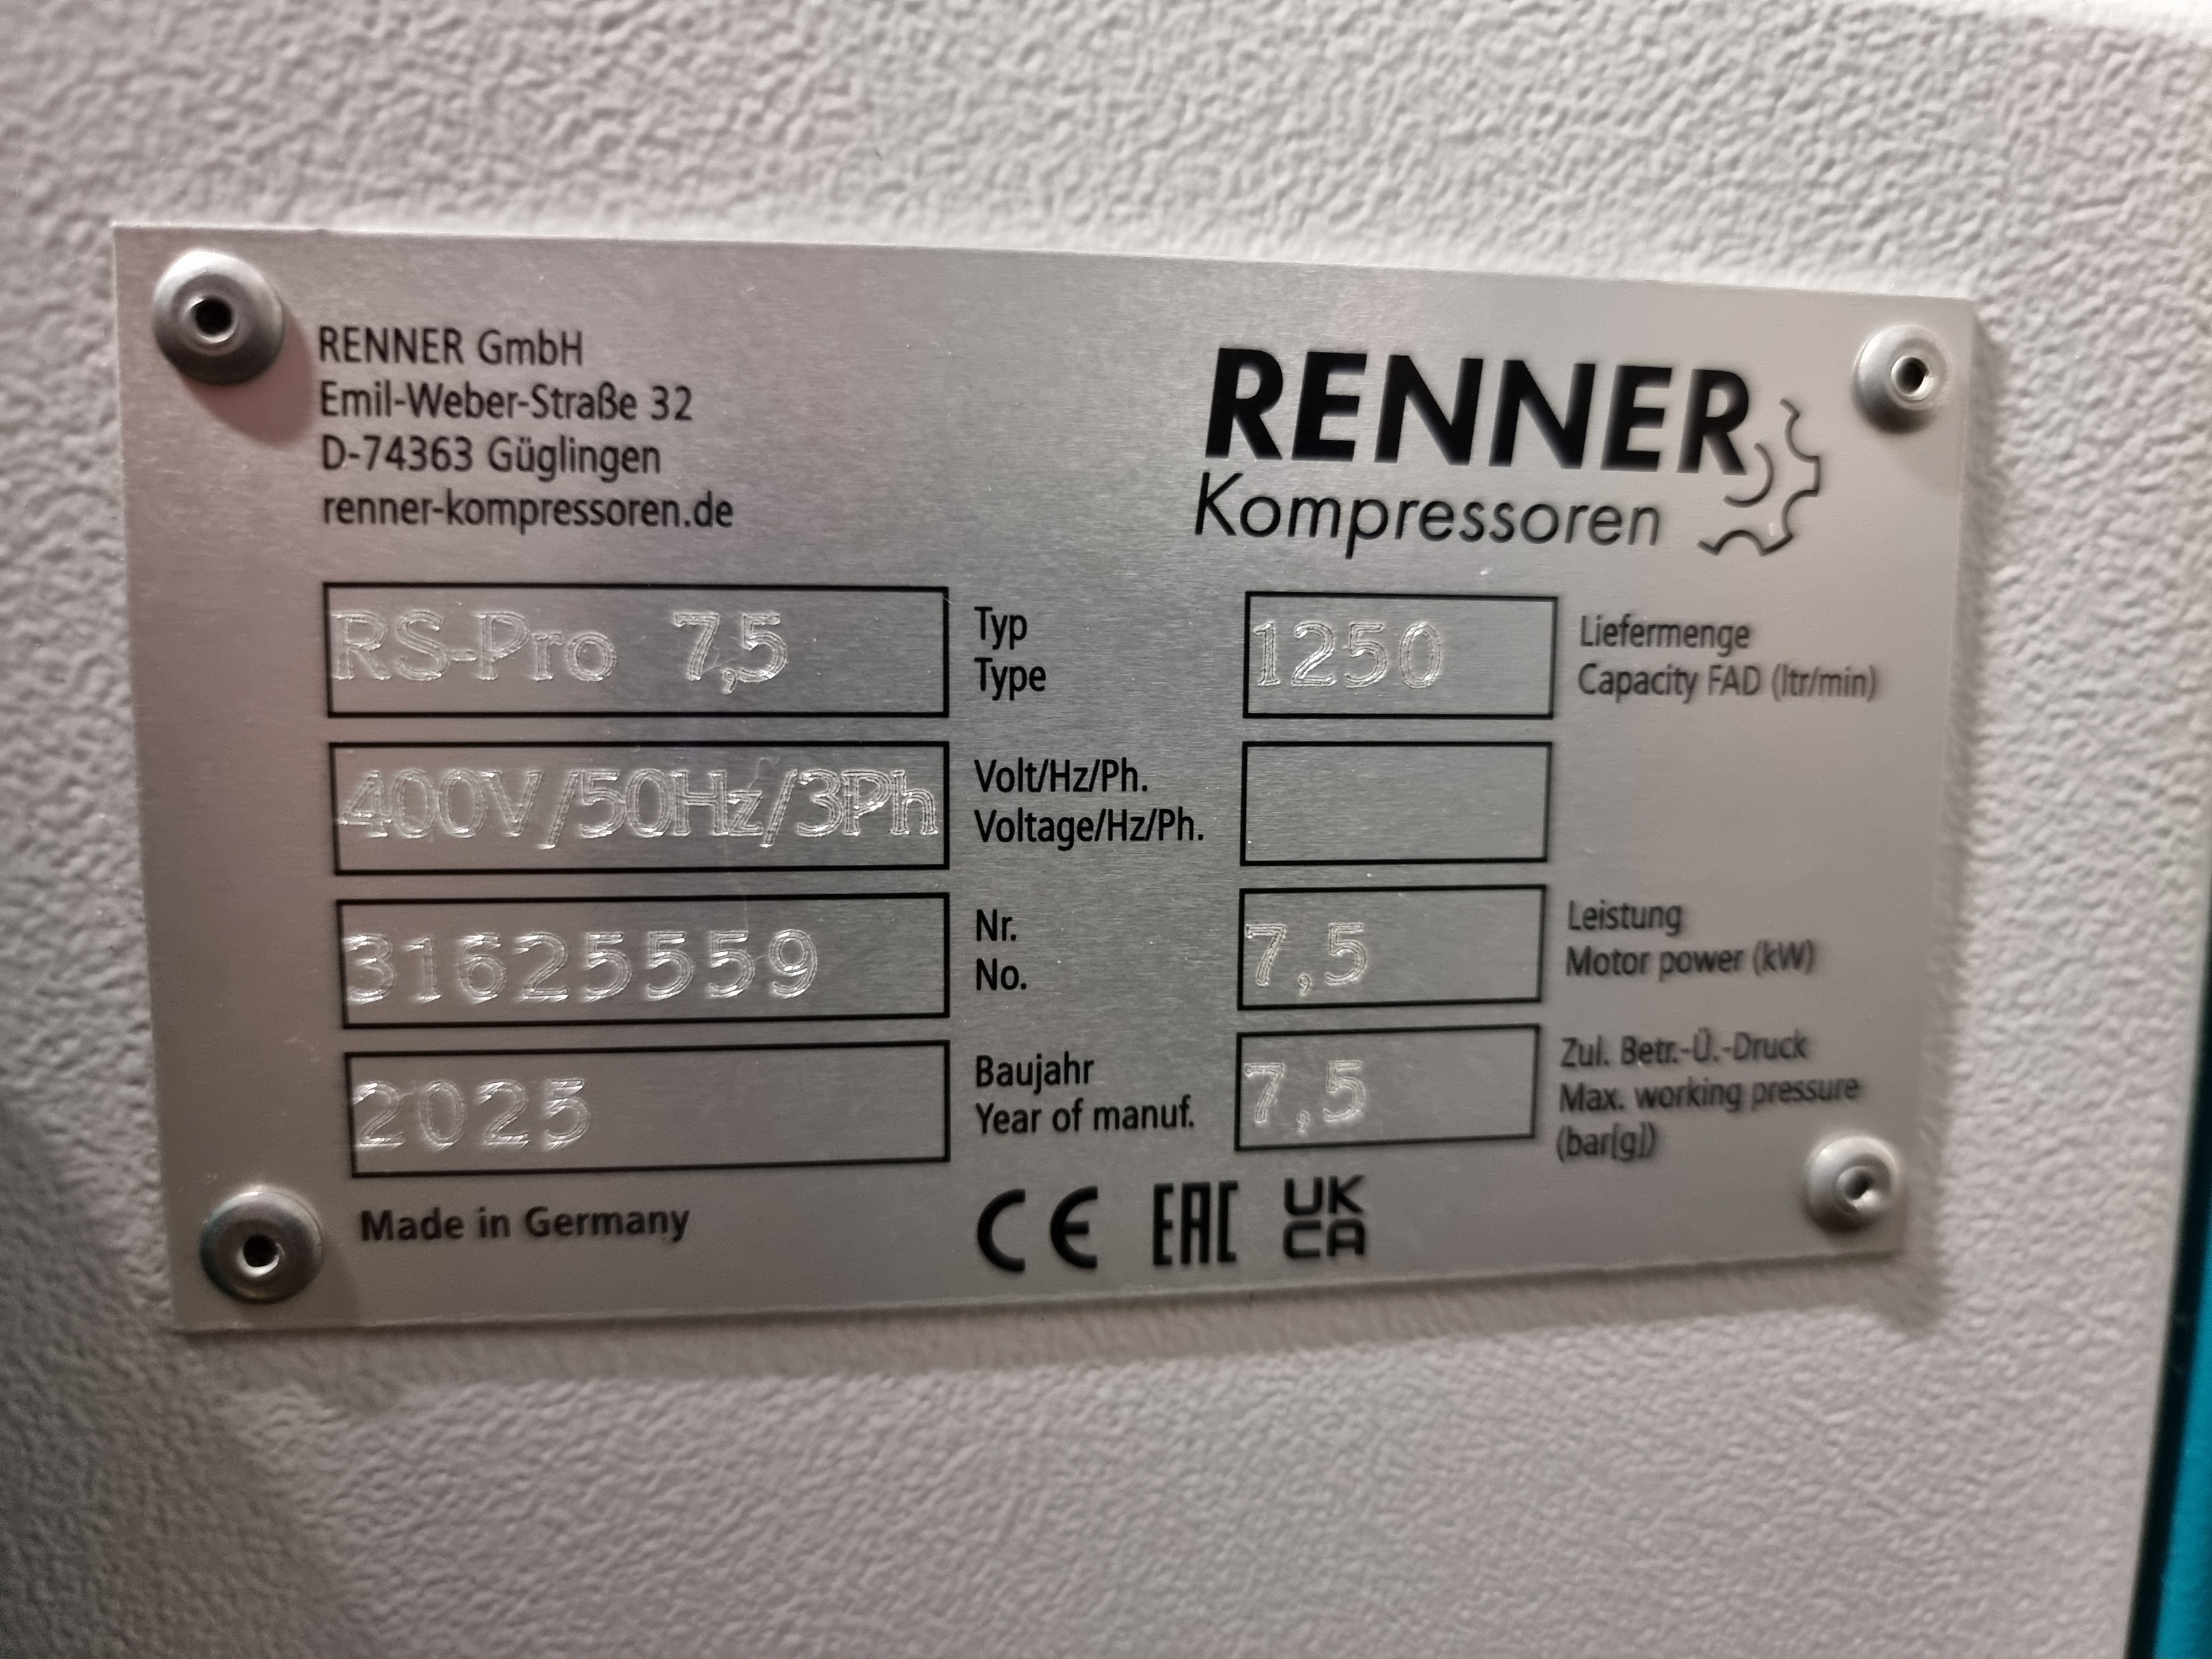 RENNER GmbH
Emil-Weber-Straße 32
D-74363 Güglingen
renner-kompressoren.de
RENNER
Kompressoren
RS-Pro 7,5
Typ
Type
1250
Liefermenge
Capacity FAD (ltr/min)
400V/50Hz/3Ph
Volt/Hz/Ph.
Voltage/Hz/Ph.
31625559
Nr.
No.
7,5
Leistung
Motor power (kW)
2025
Baujahr
Year of manuf.
7,5
Zul. Betr.-Ü.-Druck
Max. working pressure
(bar[g])
Made in Germany
CE EAC UK
CA